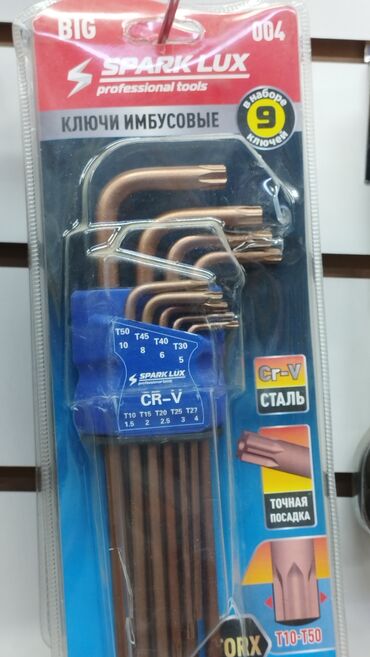 BIG
004
SPARK LUX
professional tools
КЛЮЧИ ИМБУСОВЫЕ
в наборе
9
ключей
T50 T45 T40 T30
10 8 6 5
SPARK LUX
professional tools
CR-V
T10 T15 T20 T25 T27
1.5 2 2.5 3 4
Cr-V
СТАЛЬ
ТОЧНАЯ
ПОСАДКА
T10-T50